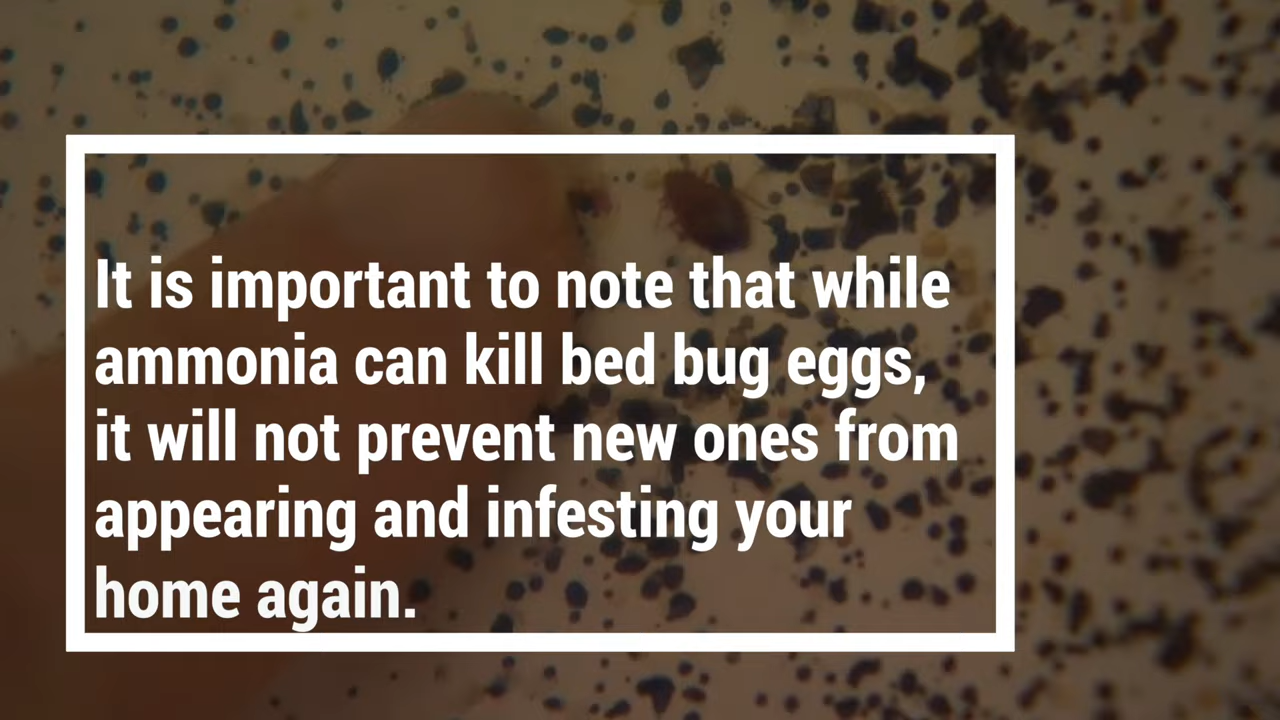 It is important to note that while
ammonia can kill bed bug eggs,
it will not prevent new ones from
appearing and infesting your
home again.